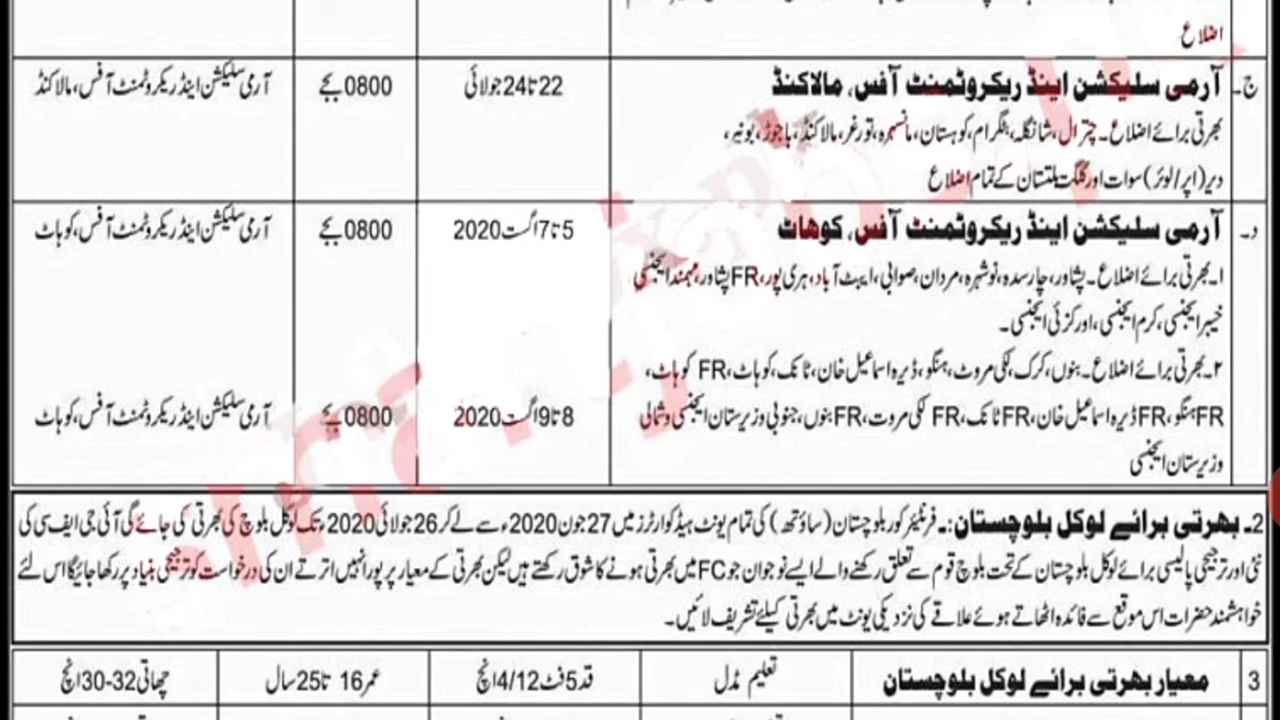 اضلاع
ج۔ آرمی سلیکشن اینڈ ریکروٹمنٹ آفس، مالاکنڈ 22 تا 24 جولائی 0800 بجے آرمی سلیکشن اینڈ ریکروٹمنٹ آفس، مالاکنڈ
بھرتی برائے اضلاع۔ چترال، شانگلہ، بٹگرام، کوہستان، مانسہرہ، تورغر، مالاکنڈ، باجوڑ، بونیر،
دیر (اپر/لوئر) سوات اور گلگت بلتستان کے تمام اضلاع
د۔ آرمی سلیکشن اینڈ ریکروٹمنٹ آفس، کوہاٹ 5 تا 7 اگست 2020 0800 بجے آرمی سلیکشن اینڈ ریکروٹمنٹ آفس، کوہاٹ
۱۔ بھرتی برائے اضلاع۔ پشاور، چارسدہ، نوشہرہ، مردان، صوابی، ایبٹ آباد، ہری پور، FR پشاور، مہمند ایجنسی
خیبر ایجنسی، کرم ایجنسی، اورکزئی ایجنسی۔
۲۔ بھرتی برائے اضلاع۔ بنوں، کرک، لکی مروٹ، ہنگو، ڈیرہ اسماعیل خان، ٹانک، کوہاٹ، FR کوہاٹ،
FR ہنگو، FR ڈیرہ اسماعیل خان، FR ٹانک، FR لکی مروت، FR بنوں، جنوبی وزیرستان ایجنسی و شمالی 8 تا 9 اگست 2020 0800 بجے آرمی سلیکشن اینڈ ریکروٹمنٹ آفس، کوہاٹ
وزیرستان ایجنسی
2۔ بھرتی برائے لوکل بلوچستان:۔ فرنٹیئر کور بلوچستان (ساؤتھ) کی تمام یونٹ ہیڈ کوارٹرز میں 27 جون 2020ء سے لے کر 26 جولائی 2020ء تک لوکل بلوچ کی بھرتی کی جائے گی آئی جی ایف سی کی
نئی اور ترجیحی پالیسی برائے لوکل بلوچستان کے تحت بلوچ قوم سے تعلق رکھنے والے ایسے نوجوان جو FC میں بھرتی ہونے کا شوق رکھتے ہیں لیکن بھرتی کے معیار پر پورا نہیں اترتے ان کی درخواست کو ترجیحی بنیاد پر رکھا جائیگا اس لئے
خواہشمند حضرات اس موقع سے فائدہ اٹھاتے ہوئے علاقے کی نزدیکی یونٹ میں بھرتی کیلئے تشریف لائیں۔
3 معیار بھرتی برائے لوکل بلوچستان تعلیم مڈل قد 5 فٹ 4/12 انچ عمر 16 تا 25 سال چھاتی 32-30 انچ